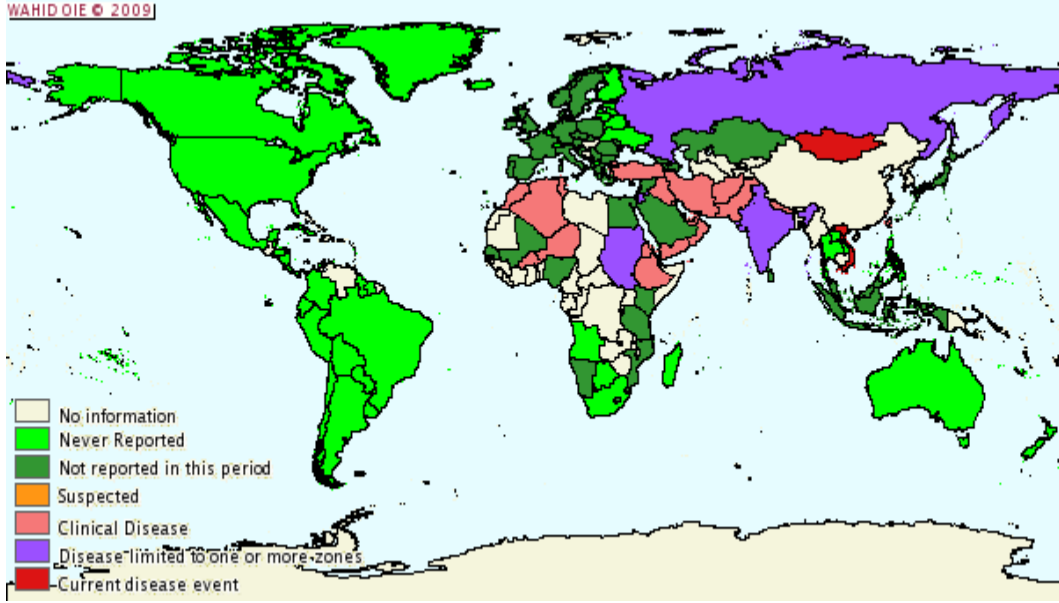 WAHID OIE © 2009
No information
Never Reported
Not reported in this period
Suspected
Clinical Disease
Disease limited to one or more zones
Current disease event